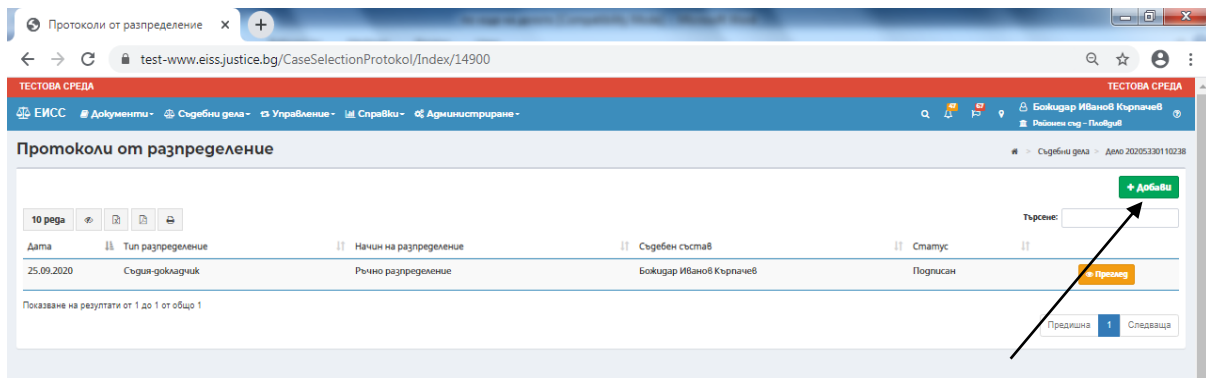 Протоколи от разпределение
test-www.eiss.justice.bg/CaseSelectionProtokol/Index/14900
ТЕСТОВА СРЕДА ТЕСТОВА СРЕДА
ЕИСС Документи Съдебни дела Управление Справки Администриране Божидар Иванов Кърпачев
Районен съд - Пловдив
Протоколи от разпределение Съдебни дела > Дело 20205330110238
+ Добави
10 реда Търсене:
Дата Тип разпределение Начин на разпределение Съдебен състав Статус
25.09.2020 Съдия-докладчик Ръчно разпределение Божидар Иванов Кърпачев Подписан Преглед
Показване на резултати от 1 до 1 от общо 1
Предишна 1 Следваща